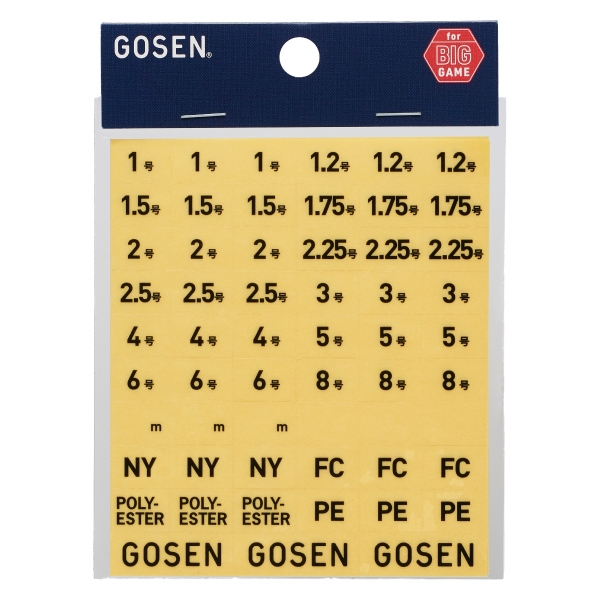 GOSEN®
for
BIG
GAME
1号 1号 1号 1.2号 1.2号 1.2号
1.5号 1.5号 1.5号 1.75号 1.75号 1.75号
2号 2号 2号 2.25号 2.25号 2.25号
2.5号 2.5号 2.5号 3号 3号 3号
4号 4号 4号 5号 5号 5号
6号 6号 6号 8号 8号 8号
m m m
NY NY NY FC FC FC
POLY-
ESTER POLY-
ESTER POLY-
ESTER PE PE PE
GOSEN GOSEN GOSEN